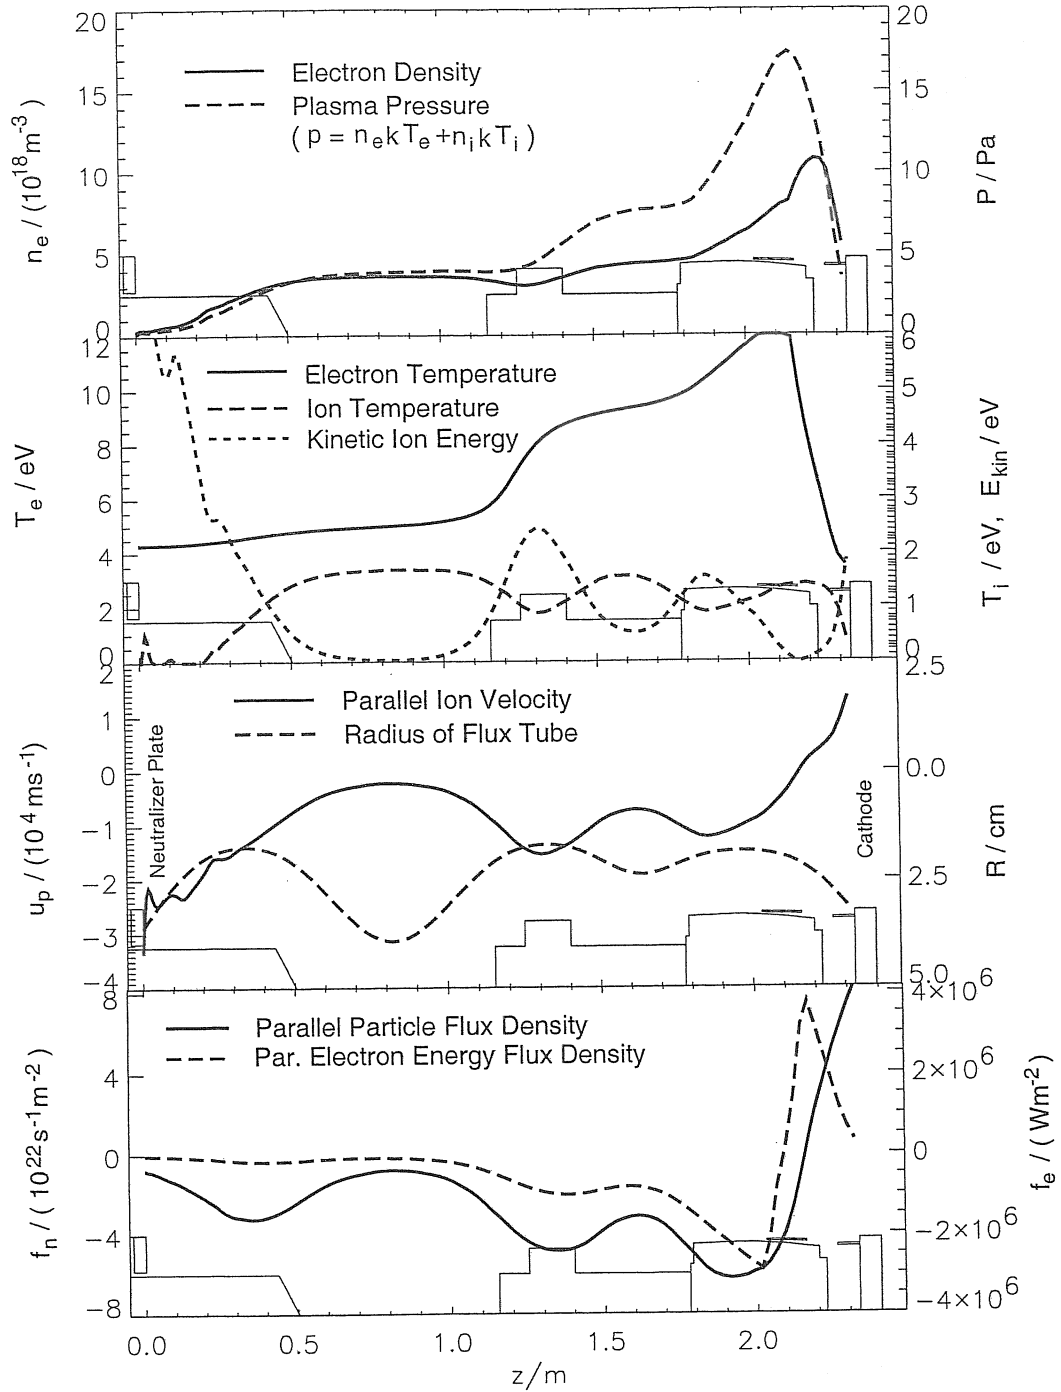 20
15
10
5
0
n_e / (10^18 m^-3)
Electron Density
Plasma Pressure
( p = n_e kT_e + n_i kT_i )
20
15
10
5
0
P / Pa
12
10
8
6
4
2
0
T_e / eV
Electron Temperature
Ion Temperature
Kinetic Ion Energy
6
5
4
3
2
1
0
T_i / eV, E_kin / eV
2
1
0
−1
−2
−3
−4
u_p / (10^4 ms^-1)
Neutralizer Plate
Parallel Ion Velocity
Radius of Flux Tube
Cathode
2.5
0.0
2.5
5.0
R / cm
8
4
0
−4
−8
f_n / ( 10^22 s^-1 m^-2 )
Parallel Particle Flux Density
Par. Electron Energy Flux Density
4×10^6
2×10^6
0
−2×10^6
−4×10^6
f_e / ( Wm^-2 )
0.0
0.5
1.0
1.5
2.0
z/m